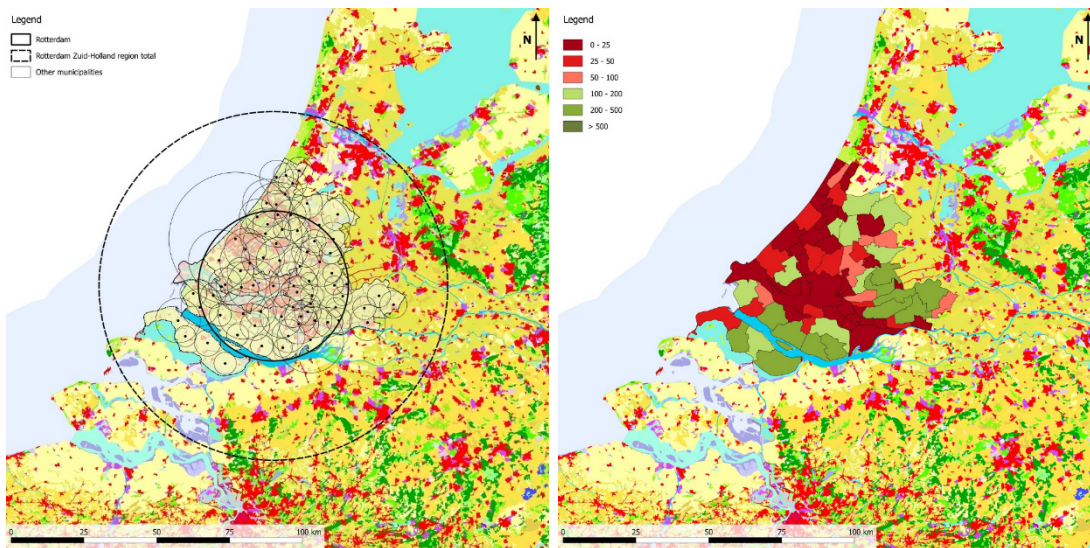 Legend
Rotterdam
Rotterdam Zuid-Holland region total
Other municipalities
N
0 25 50 75 100 km
Legend
0 - 25
25 - 50
50 - 100
100 - 200
200 - 500
> 500
N
0 25 50 75 100 km